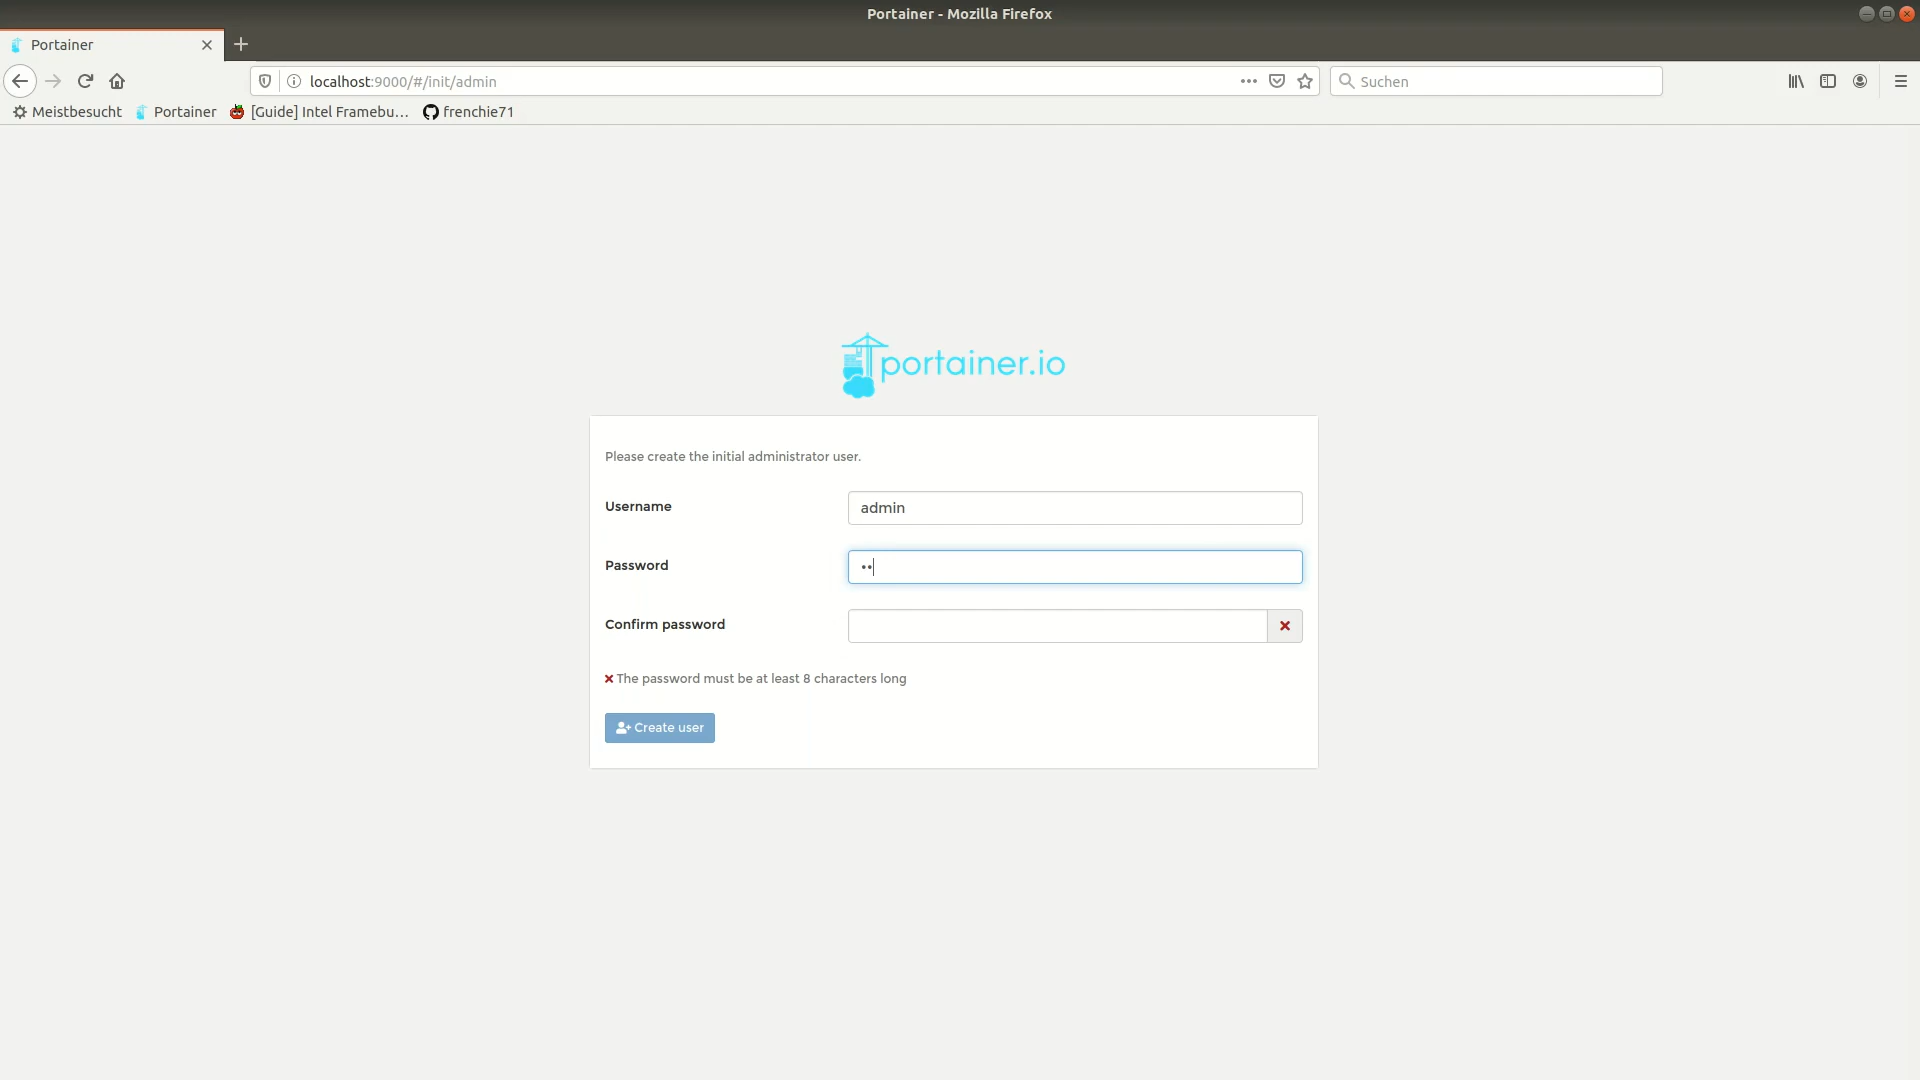 Portainer - Mozilla Firefox
Portainer
localhost:9000/#/init/admin
Suchen
Meistbesucht Portainer [Guide] Intel Framebu... frenchie71
portainer.io
Please create the initial administrator user.
Username admin
Password ••
Confirm password
The password must be at least 8 characters long
Create user